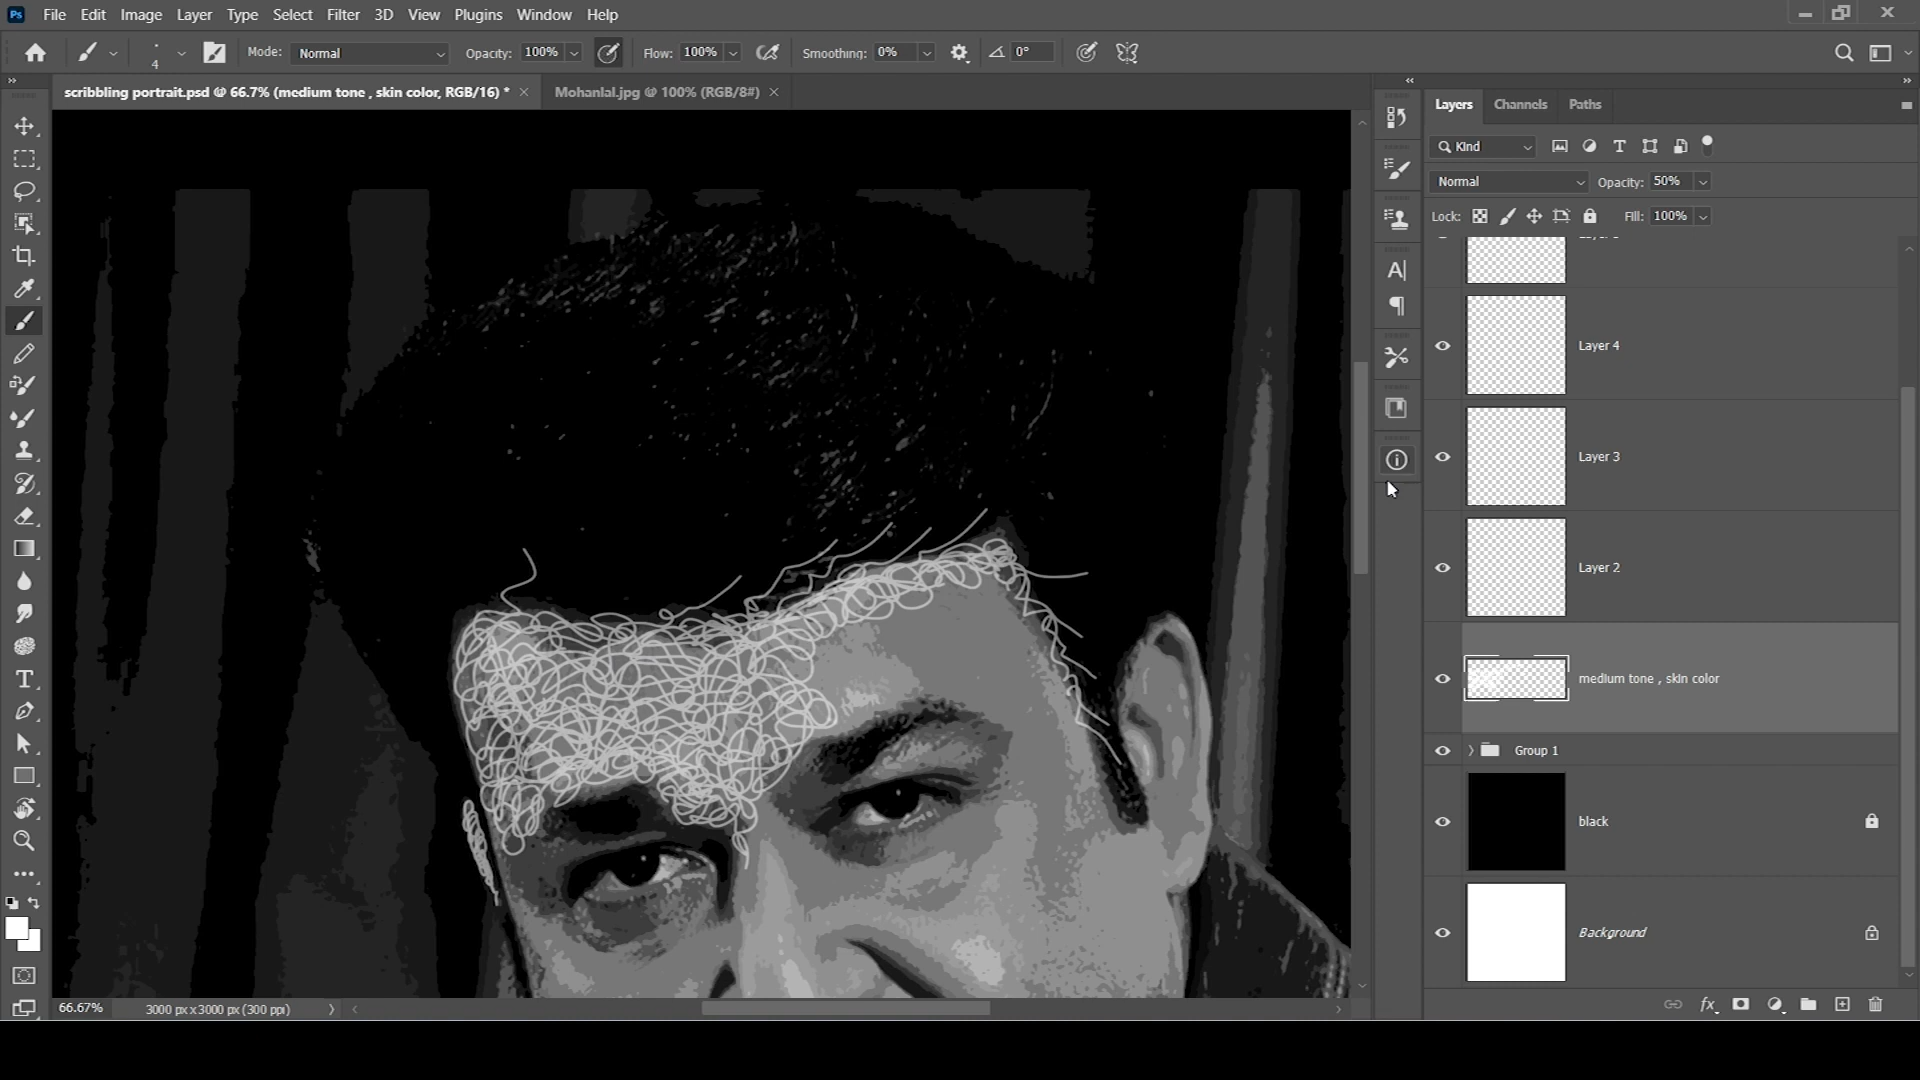 Ps File Edit Image Layer Type Select Filter 3D View Plugins Window Help
4 Mode: Normal Opacity: 100% Flow: 100% Smoothing: 0% 0°
scribbling portrait.psd @ 66.7% (medium tone , skin color, RGB/16) * Mohanlal.jpg @ 100% (RGB/8#)
Layers Channels Paths
Kind
Normal Opacity: 50%
Lock: Fill: 100%
Layer 4
Layer 3
Layer 2
medium tone , skin color
Group 1
black
Background
66.67% 3000 px x 3000 px (300 ppi)